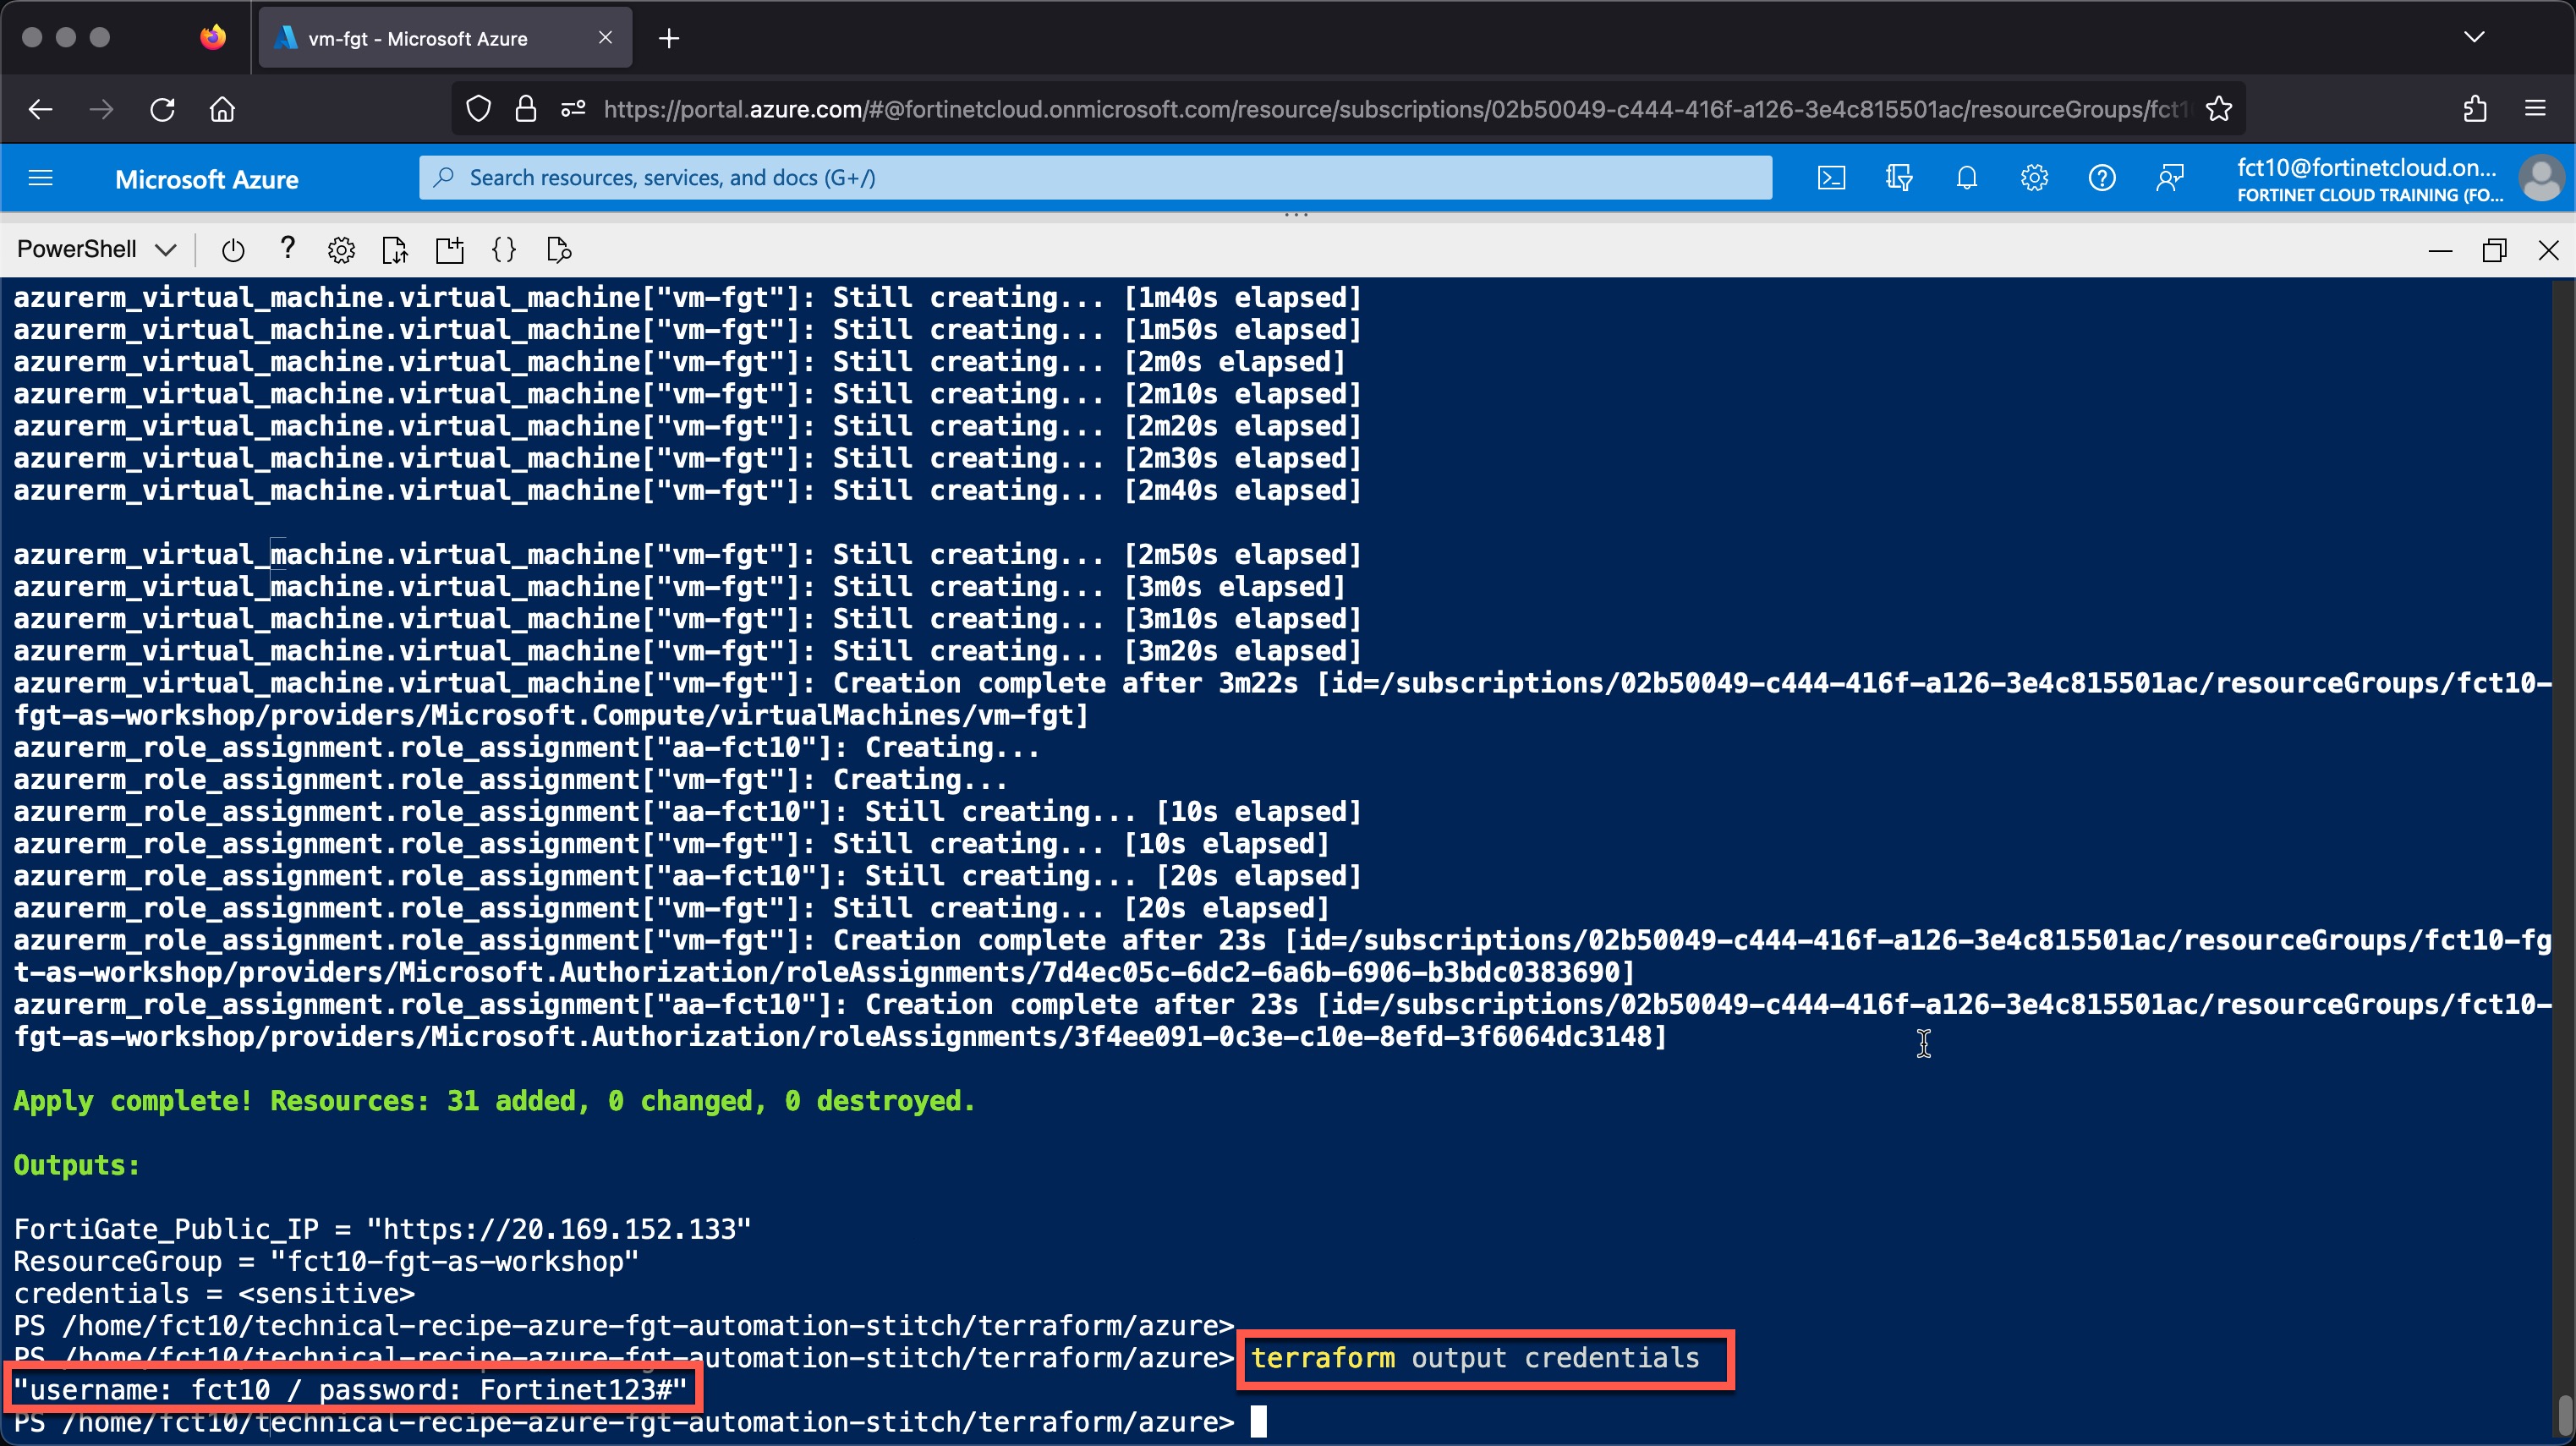 vm-fgt - Microsoft Azure
https://portal.azure.com/#@fortinetcloud.onmicrosoft.com/resource/subscriptions/02b50049-c444-416f-a126-3e4c815501ac/resourceGroups/fct1
Microsoft Azure
Search resources, services, and docs (G+/)
fct10@fortinetcloud.on...
FORTINET CLOUD TRAINING (FO...
PowerShell
azurerm_virtual_machine.virtual_machine["vm-fgt"]: Still creating... [1m40s elapsed]
azurerm_virtual_machine.virtual_machine["vm-fgt"]: Still creating... [1m50s elapsed]
azurerm_virtual_machine.virtual_machine["vm-fgt"]: Still creating... [2m0s elapsed]
azurerm_virtual_machine.virtual_machine["vm-fgt"]: Still creating... [2m10s elapsed]
azurerm_virtual_machine.virtual_machine["vm-fgt"]: Still creating... [2m20s elapsed]
azurerm_virtual_machine.virtual_machine["vm-fgt"]: Still creating... [2m30s elapsed]
azurerm_virtual_machine.virtual_machine["vm-fgt"]: Still creating... [2m40s elapsed]
azurerm_virtual_machine.virtual_machine["vm-fgt"]: Still creating... [2m50s elapsed]
azurerm_virtual_machine.virtual_machine["vm-fgt"]: Still creating... [3m0s elapsed]
azurerm_virtual_machine.virtual_machine["vm-fgt"]: Still creating... [3m10s elapsed]
azurerm_virtual_machine.virtual_machine["vm-fgt"]: Still creating... [3m20s elapsed]
azurerm_virtual_machine.virtual_machine["vm-fgt"]: Creation complete after 3m22s [id=/subscriptions/02b50049-c444-416f-a126-3e4c815501ac/resourceGroups/fct10-
fgt-as-workshop/providers/Microsoft.Compute/virtualMachines/vm-fgt]
azurerm_role_assignment.role_assignment["aa-fct10"]: Creating...
azurerm_role_assignment.role_assignment["vm-fgt"]: Creating...
azurerm_role_assignment.role_assignment["aa-fct10"]: Still creating... [10s elapsed]
azurerm_role_assignment.role_assignment["vm-fgt"]: Still creating... [10s elapsed]
azurerm_role_assignment.role_assignment["aa-fct10"]: Still creating... [20s elapsed]
azurerm_role_assignment.role_assignment["vm-fgt"]: Still creating... [20s elapsed]
azurerm_role_assignment.role_assignment["vm-fgt"]: Creation complete after 23s [id=/subscriptions/02b50049-c444-416f-a126-3e4c815501ac/resourceGroups/fct10-fg
t-as-workshop/providers/Microsoft.Authorization/roleAssignments/7d4ec05c-6dc2-6a6b-6906-b3bdc0383690]
azurerm_role_assignment.role_assignment["aa-fct10"]: Creation complete after 23s [id=/subscriptions/02b50049-c444-416f-a126-3e4c815501ac/resourceGroups/fct10-
fgt-as-workshop/providers/Microsoft.Authorization/roleAssignments/3f4ee091-0c3e-c10e-8efd-3f6064dc3148]
Apply complete! Resources: 31 added, 0 changed, 0 destroyed.
Outputs:
FortiGate_Public_IP = "https://20.169.152.133"
ResourceGroup = "fct10-fgt-as-workshop"
credentials = <sensitive>
PS /home/fct10/technical-recipe-azure-fgt-automation-stitch/terraform/azure>
PS /home/fct10/technical-recipe-azure-fgt-automation-stitch/terraform/azure> terraform output credentials
"username: fct10 / password: Fortinet123#"
PS /home/fct10/technical-recipe-azure-fgt-automation-stitch/terraform/azure>